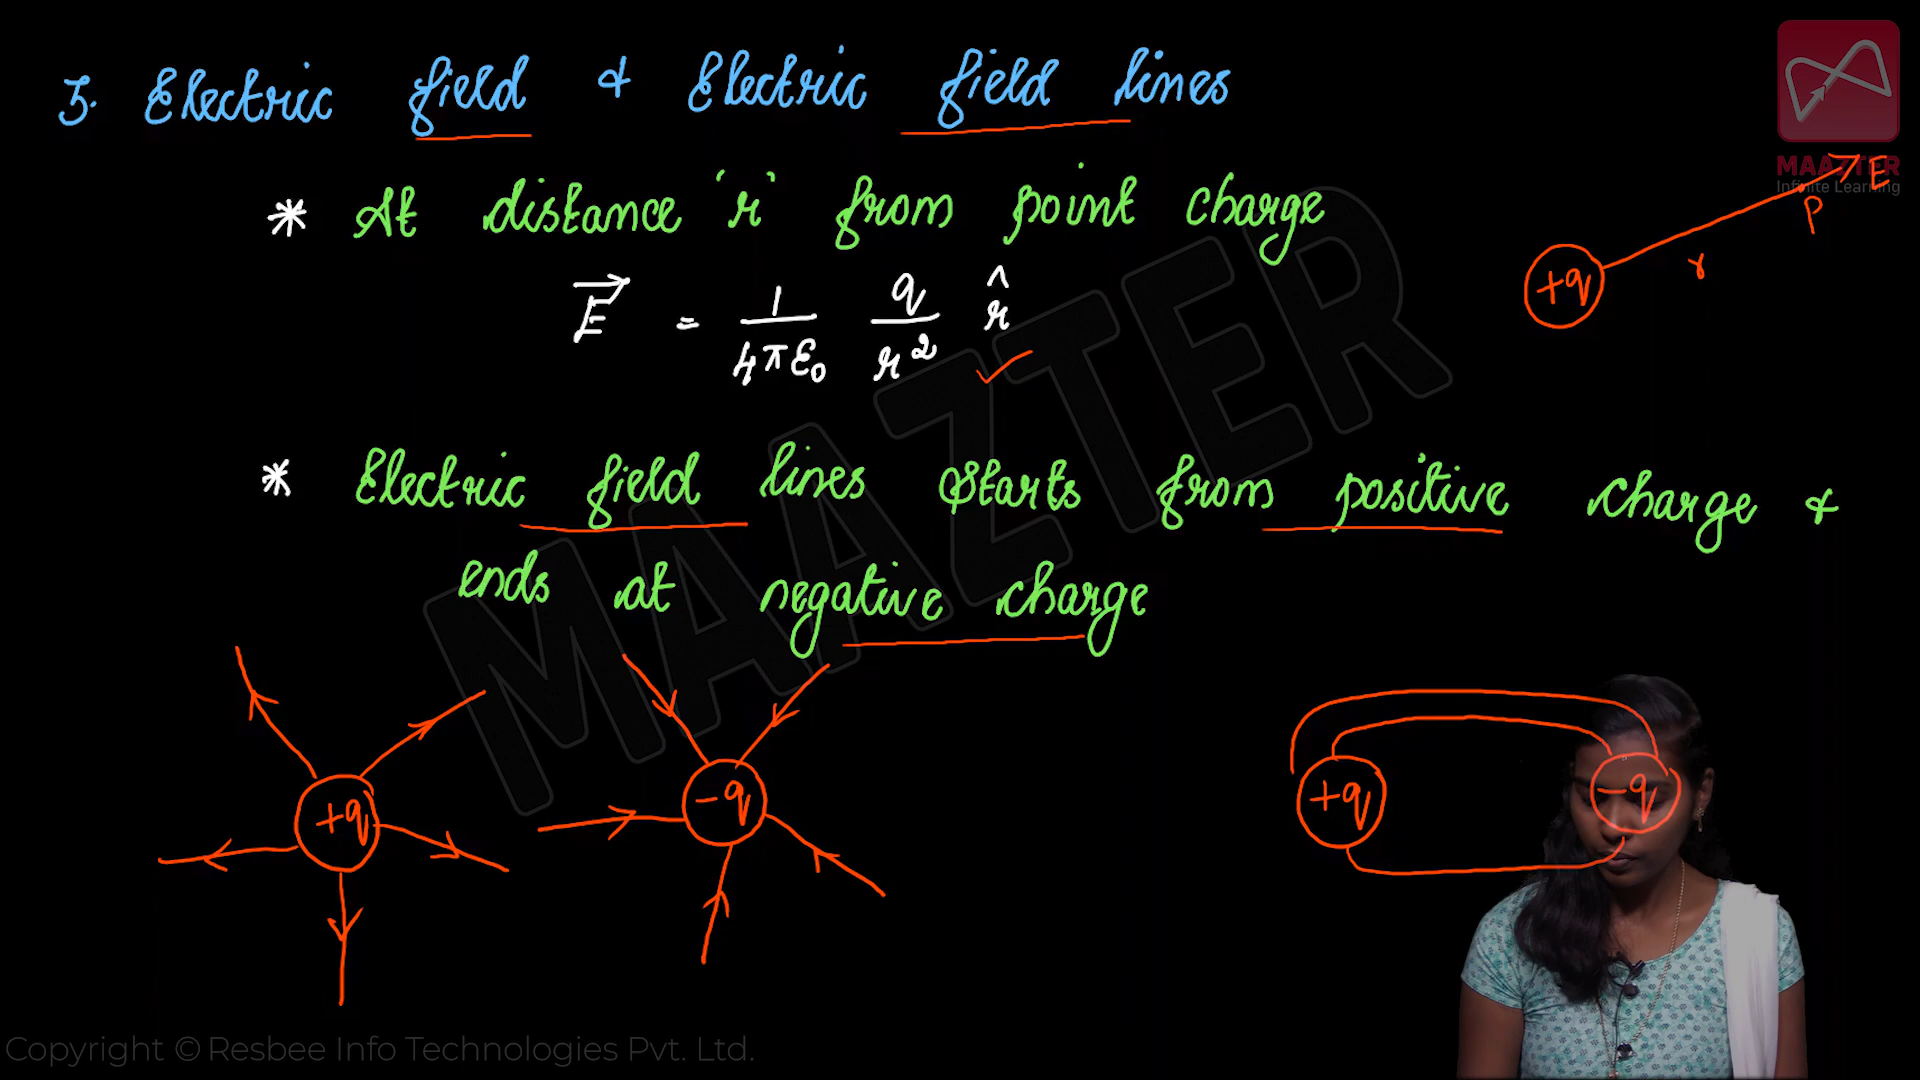 5. Electric field & Electric field lines
MAAZTER
Infinite Learning
* At distance 'r' from point charge
E
P
r
+q
E⃗ = 1/4πε₀ q/r² r̂
* Electric field lines starts from positive charge &
ends at negative charge
MAAZTER
+q
-q
+q
-q
Copyright © Resbee Info Technologies Pvt. Ltd.